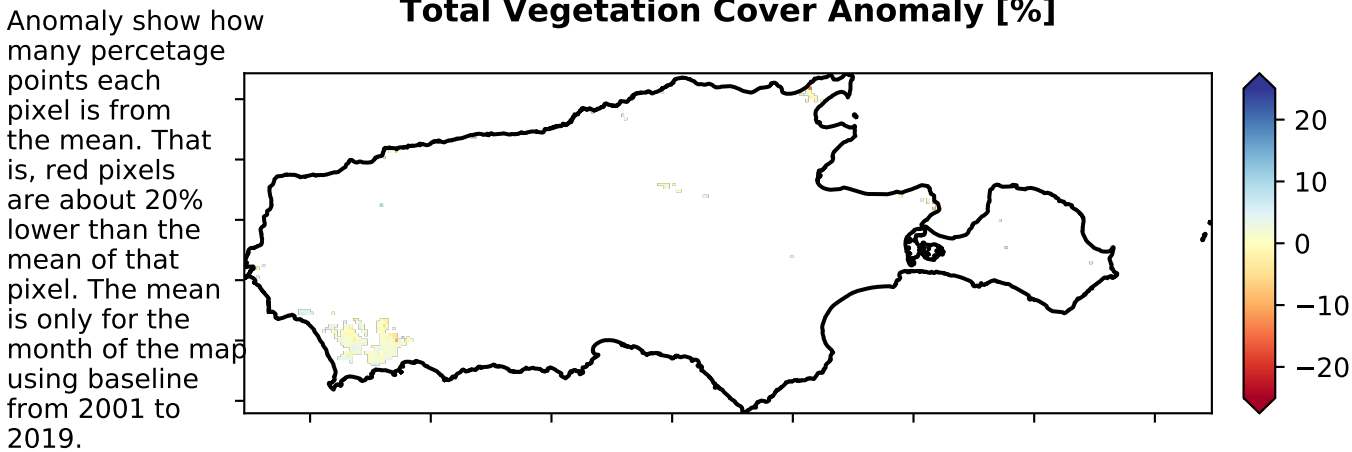 Total Vegetation Cover Anomaly [%]
Anomaly show how
many percetage
points each
pixel is from
the mean. That
is, red pixels
are about 20%
lower than the
mean of that
pixel. The mean
is only for the
month of the map
using baseline
from 2001 to
2019.
20
10
0
−10
−20